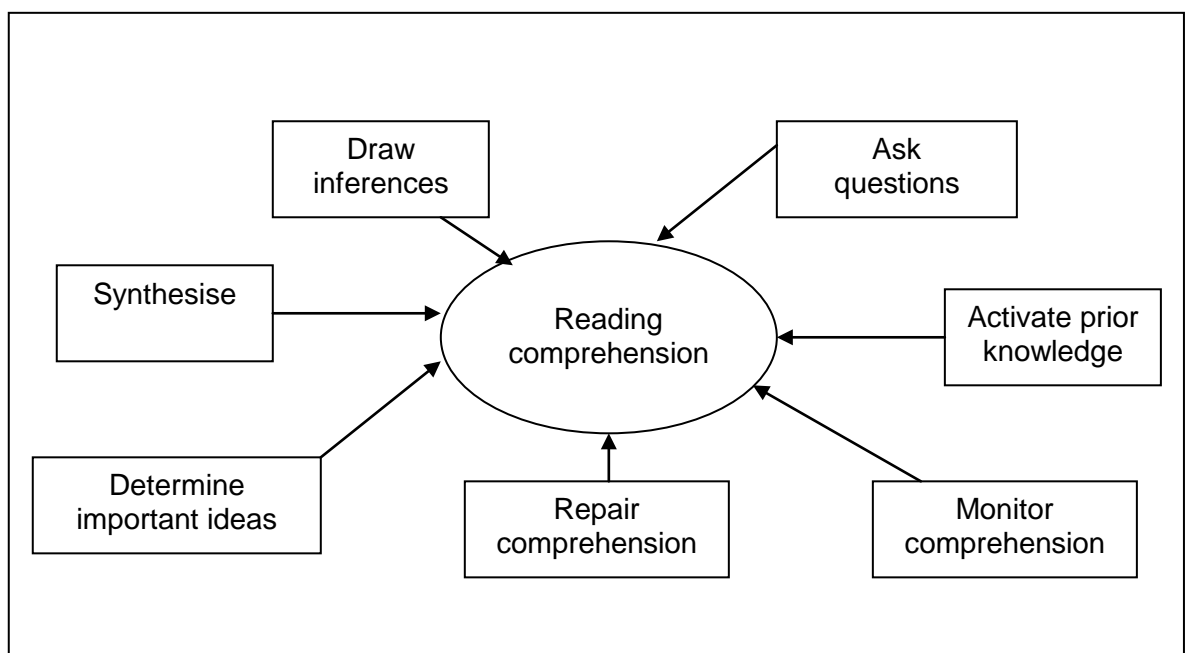 Draw
inferences
Ask
questions
Synthesise
Reading
comprehension
Activate prior
knowledge
Determine
important ideas
Repair
comprehension
Monitor
comprehension